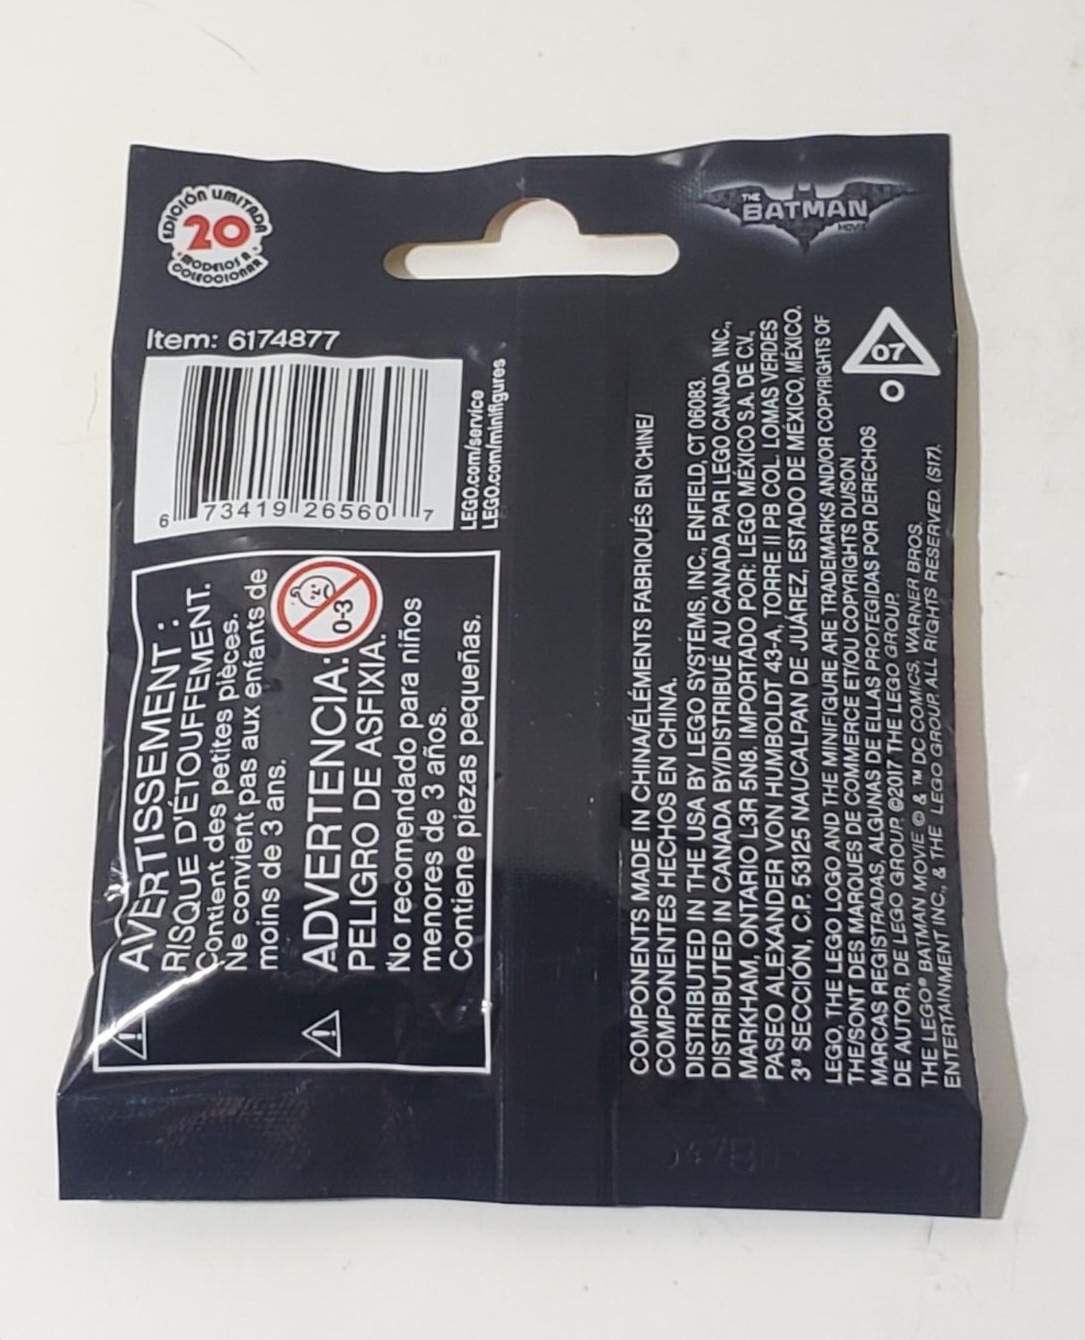 EDICIÓN LIMITADA
20
MODELOS A
COLECCIONAR
THE
BATMAN
MOVIE
Item: 6174877
6 73419 26560 7
LEGO.com/service
LEGO.com/minifigures
AVERTISSEMENT :
RISQUE D'ÉTOUFFEMENT.
Contient des petites pièces.
Ne convient pas aux enfants de
moins de 3 ans.
0-3
ADVERTENCIA:
PELIGRO DE ASFIXIA.
No recomendado para niños
menores de 3 años.
Contiene piezas pequeñas.
07
COMPONENTS MADE IN CHINA/ÉLÉMENTS FABRIQUÉS EN CHINE/
COMPONENTES HECHOS EN CHINA.
DISTRIBUTED IN THE USA BY LEGO SYSTEMS, INC., ENFIELD, CT 06083.
DISTRIBUTED IN CANADA BY/DISTRIBUÉ AU CANADA PAR LEGO CANADA INC.,
MARKHAM, ONTARIO L3R 5N8. IMPORTADO POR: LEGO MÉXICO S.A. DE C.V.,
PASEO ALEXANDER VON HUMBOLDT 43-A, TORRE II PB COL. LOMAS VERDES
3ª SECCIÓN, C.P. 53125 NAUCALPAN DE JUÁREZ, ESTADO DE MÉXICO, MÉXICO.
LEGO, THE LEGO LOGO AND THE MINIFIGURE ARE TRADEMARKS AND/OR COPYRIGHTS OF
THE/SONT DES MARQUES DE COMMERCE ET/OU COPYRIGHTS DU/SON
MARCAS REGISTRADAS, ALGUNAS DE ELLAS PROTEGIDAS POR DERECHOS
DE AUTOR, DE LEGO GROUP. ©2017 THE LEGO GROUP.
THE LEGO® BATMAN MOVIE © & ™ DC COMICS, WARNER BROS.
ENTERTAINMENT INC., & THE LEGO GROUP. ALL RIGHTS RESERVED. (S17).